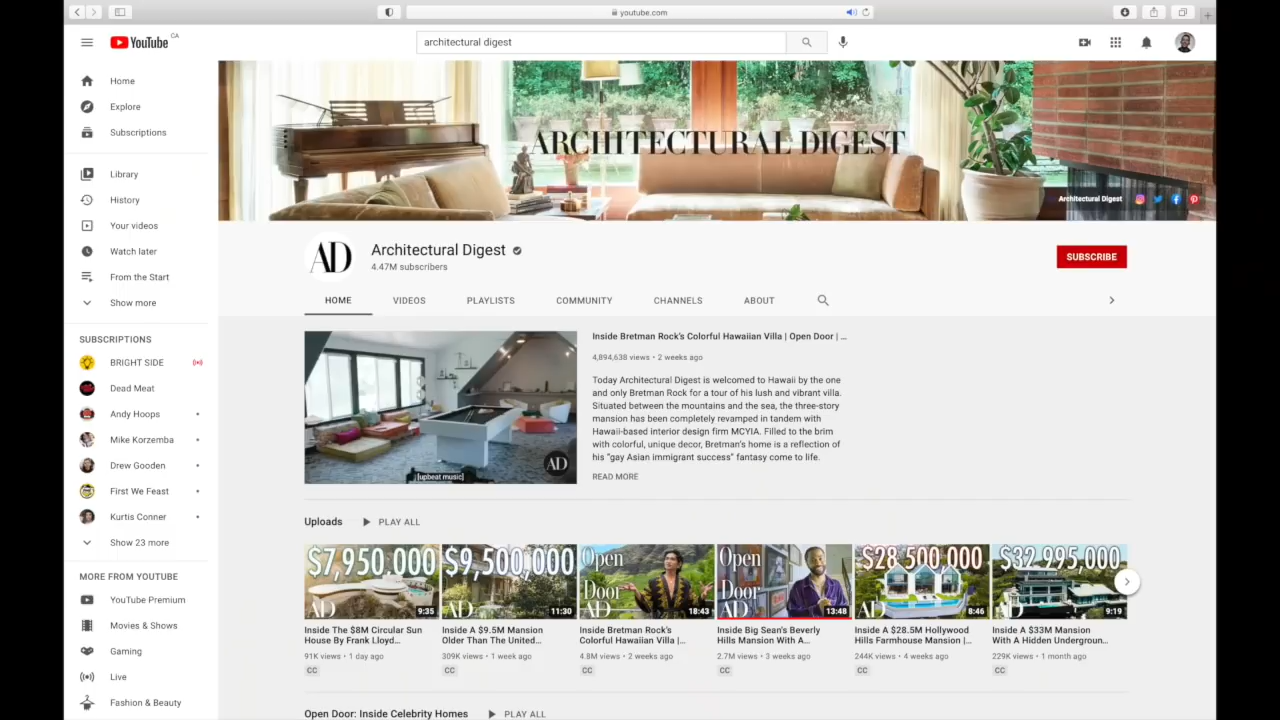 youtube.com
YouTube CA
architectural digest
Home
Explore
Subscriptions
Library
History
Your videos
Watch later
From the Start
Show more
SUBSCRIPTIONS
BRIGHT SIDE
Dead Meat
Andy Hoops
Mike Korzemba
Drew Gooden
First We Feast
Kurtis Conner
Show 23 more
MORE FROM YOUTUBE
YouTube Premium
Movies & Shows
Gaming
Live
Fashion & Beauty
ARCHITECTURAL DIGEST
Architectural Digest
AD
Architectural Digest
4.47M subscribers
SUBSCRIBE
HOME VIDEOS PLAYLISTS COMMUNITY CHANNELS ABOUT
[upbeat music]
AD
Inside Bretman Rock's Colorful Hawaiian Villa | Open Door | ...
4,894,638 views • 2 weeks ago
Today Architectural Digest is welcomed to Hawaii by the one
and only Bretman Rock for a tour of his lush and vibrant villa.
Situated between the mountains and the sea, the three-story
mansion has been completely revamped in tandem with
Hawaii-based interior design firm MCYIA. Filled to the brim
with colorful, unique decor, Bretman's home is a reflection of
his "gay Asian immigrant success" fantasy come to life.
READ MORE
Uploads PLAY ALL
$7,950,000
AD
9:35
Inside The $8M Circular Sun
House By Frank Lloyd...
91K views • 1 day ago
CC
$9,500,000
AD
11:30
Inside A $9.5M Mansion
Older Than The United...
309K views • 1 week ago
CC
Open
Door
AD
18:43
Inside Bretman Rock's
Colorful Hawaiian Villa |...
4.8M views • 2 weeks ago
CC
Open
Door
AD
13:48
Inside Big Sean's Beverly
Hills Mansion With A...
2.7M views • 3 weeks ago
CC
$28,500,000
AD
8:46
Inside A $28.5M Hollywood
Hills Farmhouse Mansion |...
244K views • 4 weeks ago
CC
$32,995,000
AD
9:19
Inside A $33M Mansion
With A Hidden Undergroun...
229K views • 1 month ago
CC
Open Door: Inside Celebrity Homes PLAY ALL